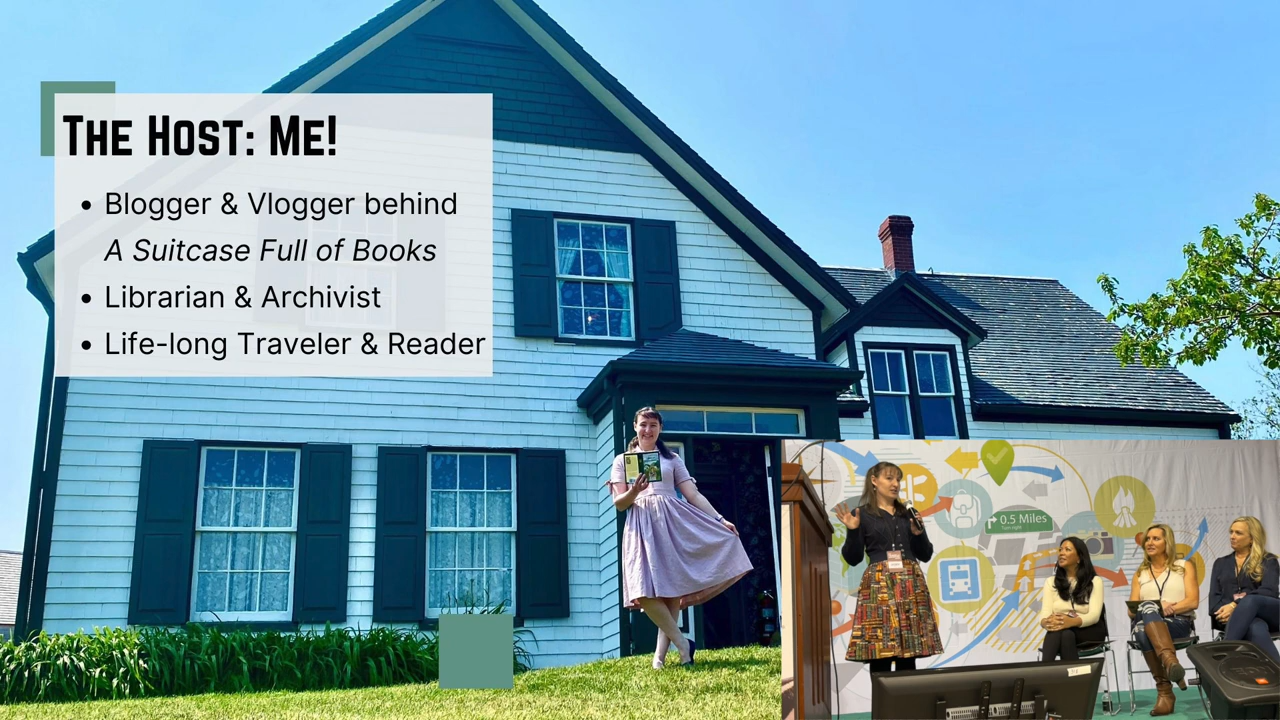 The Host: Me!
• Blogger & Vlogger behind
A Suitcase Full of Books
• Librarian & Archivist
• Life-long Traveler & Reader
0.5 Miles